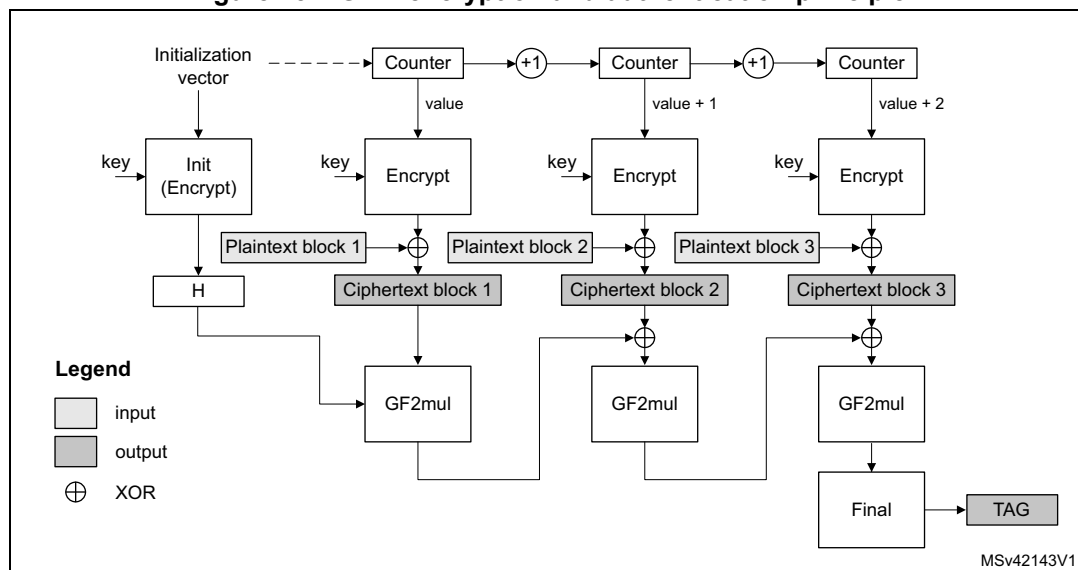 Initialization
vector
Counter
+1
Counter
+1
Counter
value
value + 1
value + 2
key
Init
(Encrypt)
key
Encrypt
key
Encrypt
key
Encrypt
Plaintext block 1
Plaintext block 2
Plaintext block 3
H
Ciphertext block 1
Ciphertext block 2
Ciphertext block 3
Legend
input
output
XOR
GF2mul
GF2mul
GF2mul
Final
TAG
MSv42143V1